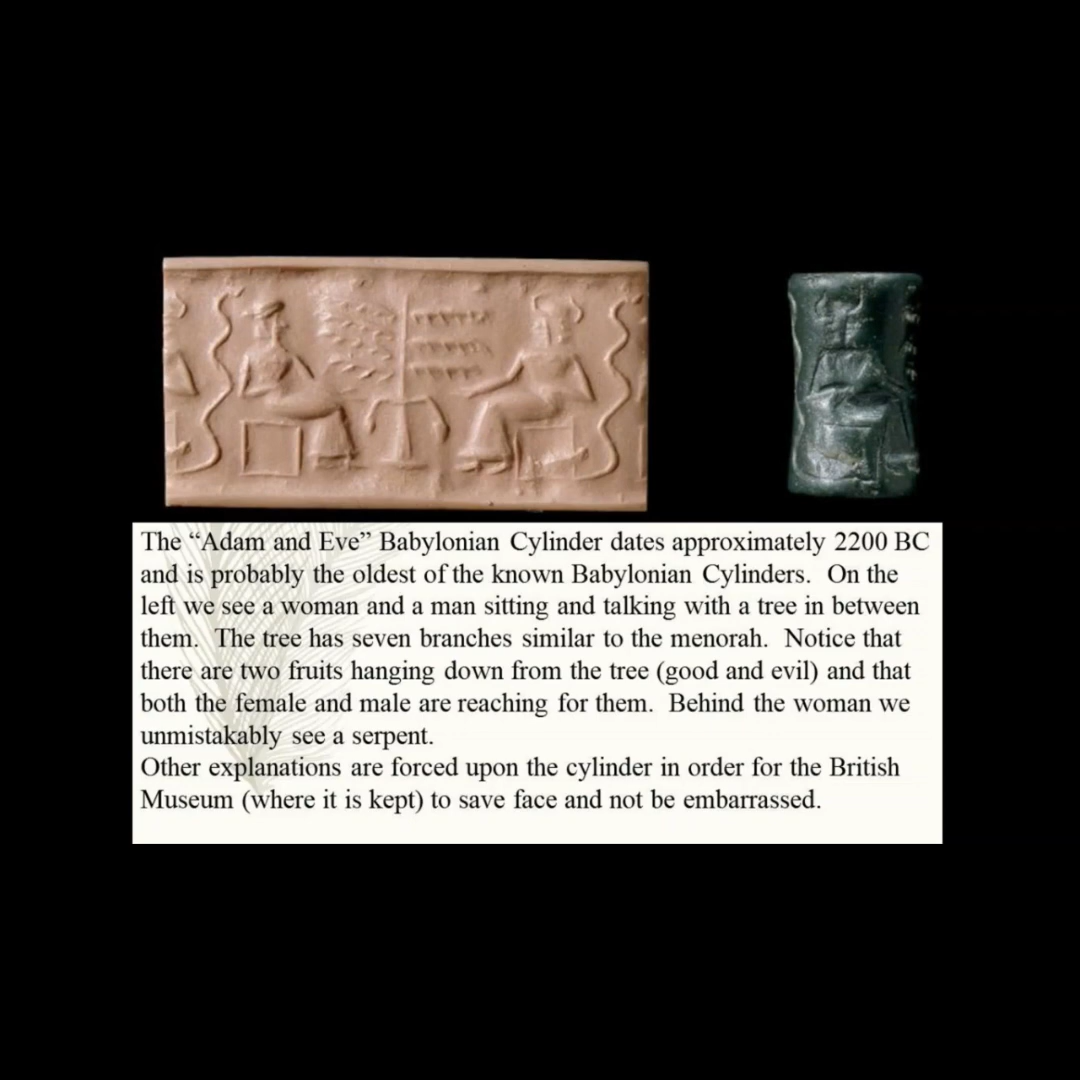 The “Adam and Eve” Babylonian Cylinder dates approximately 2200 BC
and is probably the oldest of the known Babylonian Cylinders.  On the
left we see a woman and a man sitting and talking with a tree in between
them.  The tree has seven branches similar to the menorah.  Notice that
there are two fruits hanging down from the tree (good and evil) and that
both the female and male are reaching for them.  Behind the woman we
unmistakably see a serpent.
Other explanations are forced upon the cylinder in order for the British
Museum (where it is kept) to save face and not be embarrassed.